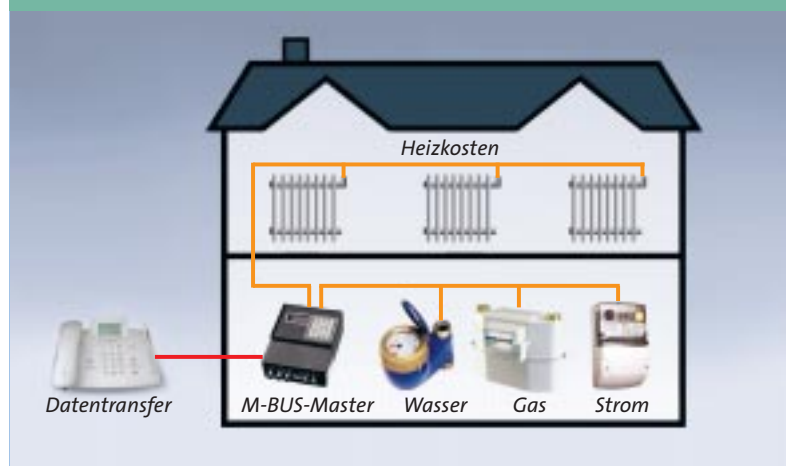 Heizkosten
Datentransfer
M-BUS-Master
Wasser
Gas
Strom